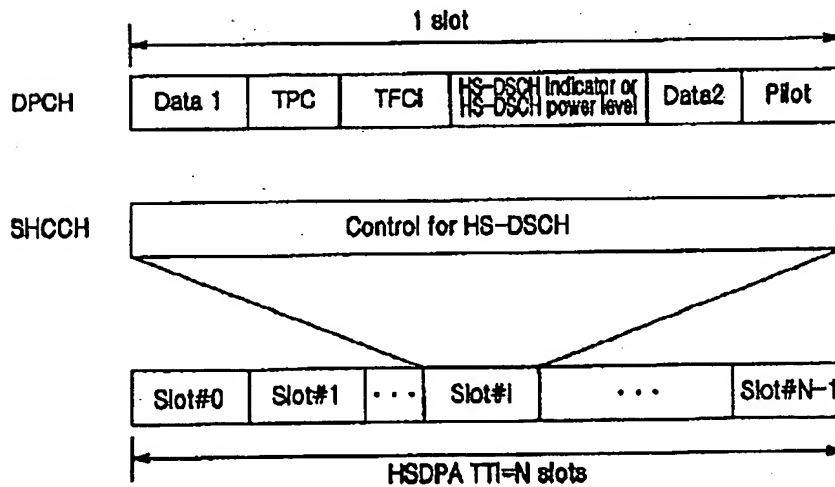 1 slot
DPCH
Data 1
TPC
TFCI
HS-DSCH Indicator or
HS-DSCH power level
Data2
Pilot
SHCCH
Control for HS-DSCH
Slot#0
Slot#1
...
Slot#i
...
Slot#N-1
HSDPA TTI=N slots